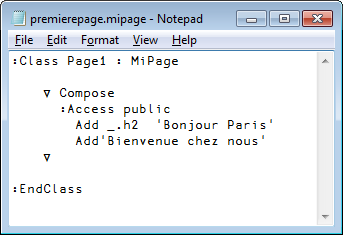 premierepage.mipage - Notepad
File Edit Format View Help
:Class Page1 : MiPage
∇ Compose
:Access public
Add _.h2  'Bonjour Paris'
Add'Bienvenue chez nous'
∇
:EndClass